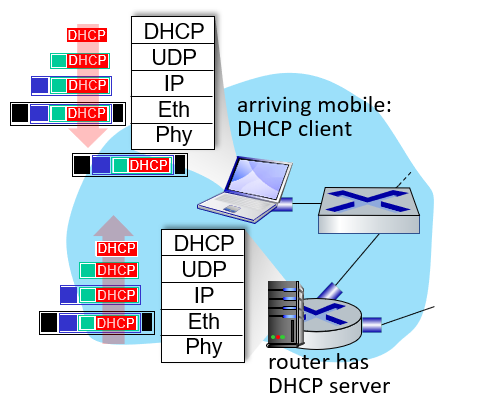 DHCP
DHCP
DHCP
DHCP
DHCP
DHCP
UDP
IP
Eth
Phy
arriving mobile:
DHCP client
DHCP
DHCP
DHCP
DHCP
DHCP
UDP
IP
Eth
Phy
router has
DHCP server